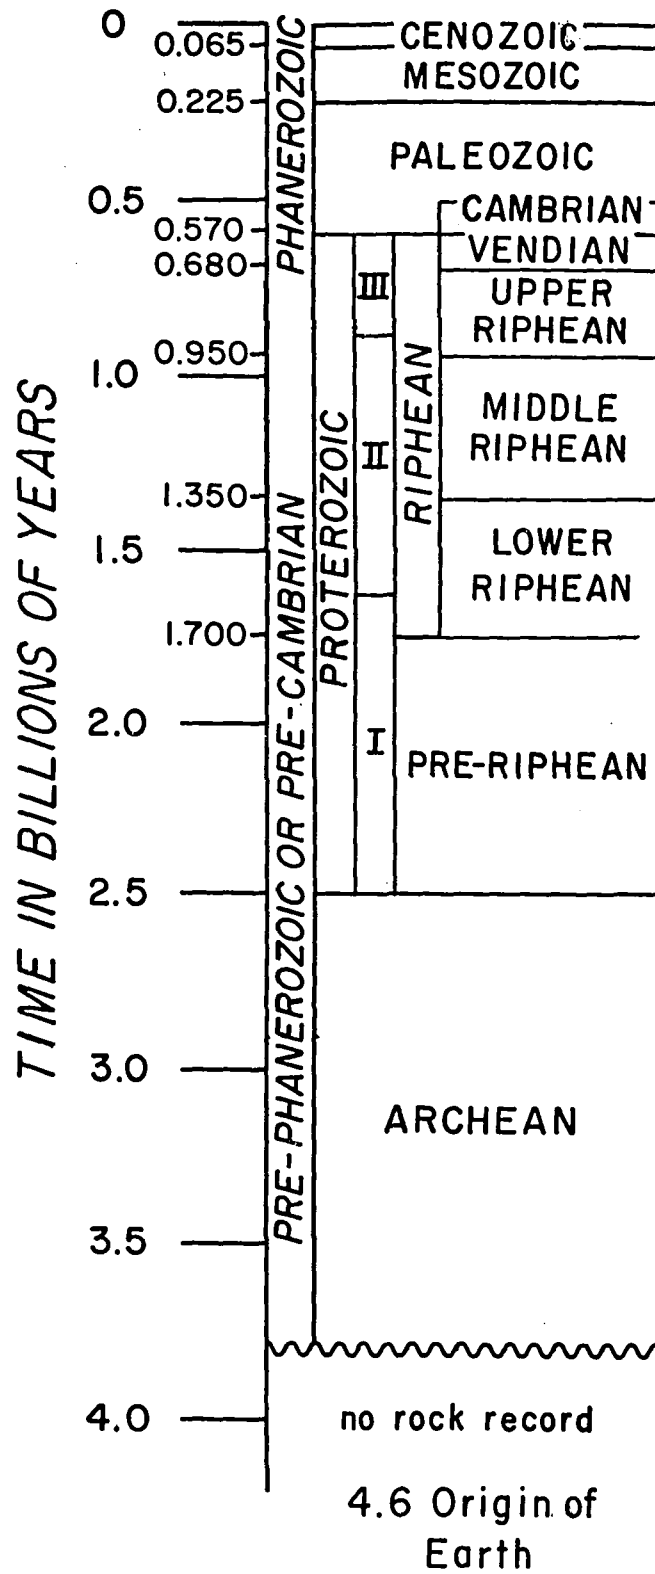 TIME IN BILLIONS OF YEARS
0
0.065
0.225
0.5
0.570
0.680
0.950
1.0
1.350
1.5
1.700
2.0
2.5
3.0
3.5
4.0
PHANEROZOIC
PRE-PHANEROZOIC OR PRE-CAMBRIAN
CENOZOIC
MESOZOIC
PALEOZOIC
CAMBRIAN
PROTEROZOIC
III
II
I
RIPHEAN
VENDIAN
UPPER
RIPHEAN
MIDDLE
RIPHEAN
LOWER
RIPHEAN
PRE-RIPHEAN
ARCHEAN
no rock record
4.6 Origin of
Earth